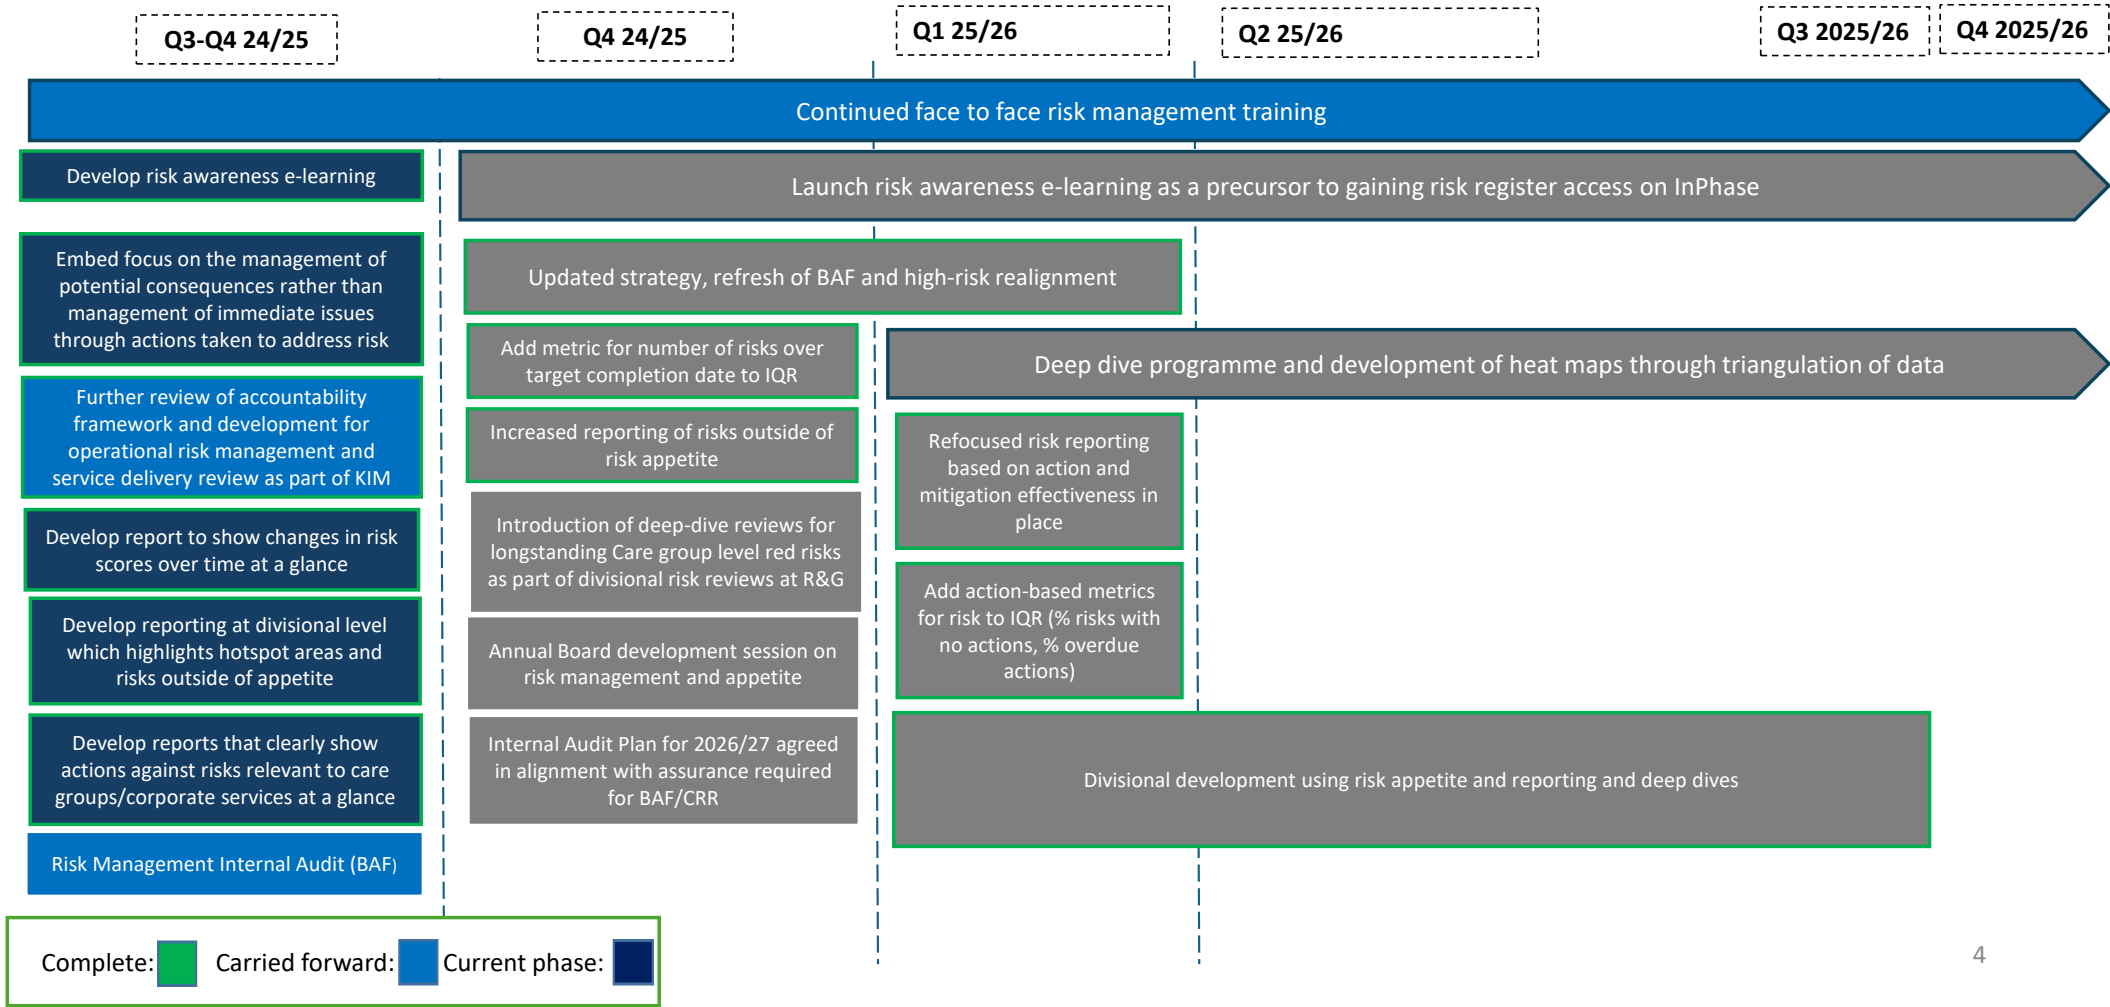 Q3-Q4 24/25
Q4 24/25
Q1 25/26
Q2 25/26
Q3 2025/26
Q4 2025/26
Continued face to face risk management training
Develop risk awareness e-learning
Launch risk awareness e-learning as a precursor to gaining risk register access on InPhase
Embed focus on the management of
potential consequences rather than
management of immediate issues
through actions taken to address risk
Further review of accountability
framework and development for
operational risk management and
service delivery review as part of KIM
Develop report to show changes in risk
scores over time at a glance
Develop reporting at divisional level
which highlights hotspot areas and
risks outside of appetite
Develop reports that clearly show
actions against risks relevant to care
groups/corporate services at a glance
Risk Management Internal Audit (BAF)
Updated strategy, refresh of BAF and high-risk realignment
Add metric for number of risks over
target completion date to IQR
Increased reporting of risks outside of
risk appetite
Introduction of deep-dive reviews for
longstanding Care group level red risks
as part of divisional risk reviews at R&G
Annual Board development session on
risk management and appetite
Internal Audit Plan for 2026/27 agreed
in alignment with assurance required
for BAF/CRR
Deep dive programme and development of heat maps through triangulation of data
Refocused risk reporting
based on action and
mitigation effectiveness in
place
Add action-based metrics
for risk to IQR (% risks with
no actions, % overdue
actions)
Divisional development using risk appetite and reporting and deep dives
Complete: Carried forward: Current phase:
4